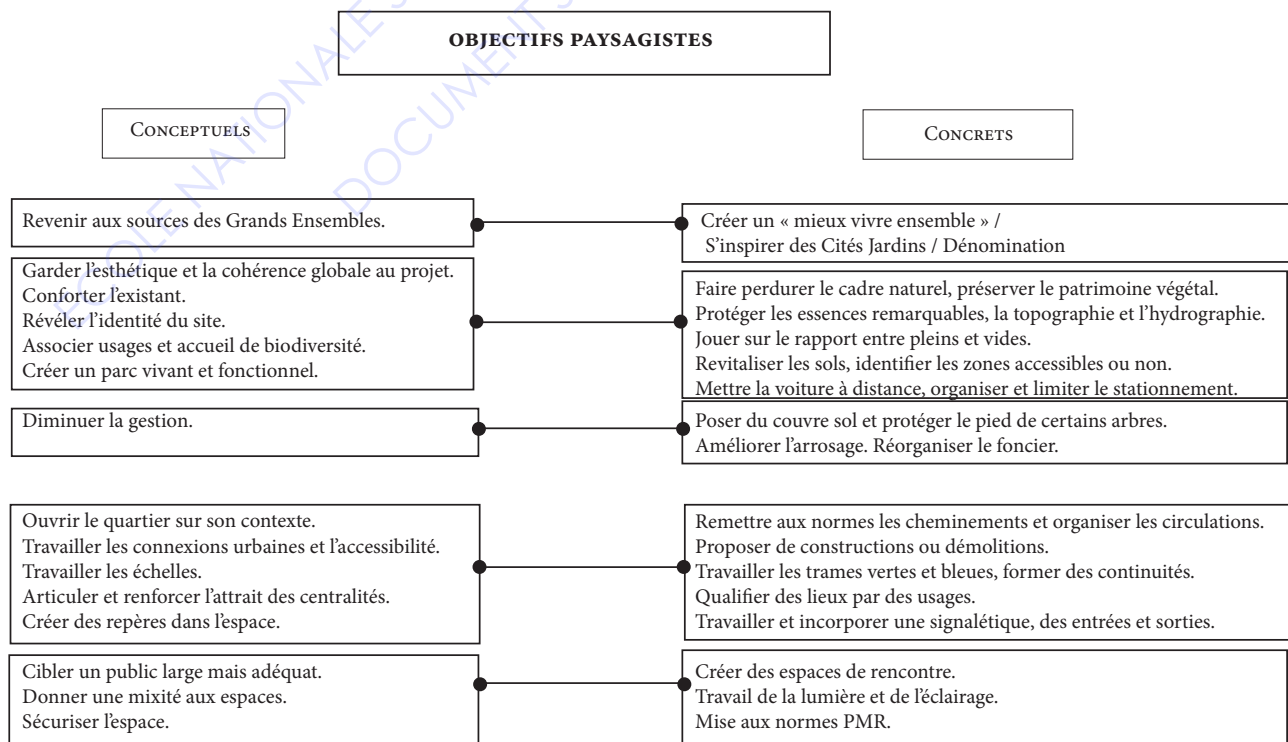 OBJECTIFS PAYSAGISTES
CONCEPTUELS
CONCRETS
Revenir aux sources des Grands Ensembles.
Créer un « mieux vivre ensemble » /
S'inspirer des Cités Jardins / Dénomination
Garder l'esthétique et la cohérence globale au projet.
Conforter l'existant.
Révéler l'identité du site.
Associer usages et accueil de biodiversité.
Créer un parc vivant et fonctionnel.
Faire perdurer le cadre naturel, préserver le patrimoine végétal.
Protéger les essences remarquables, la topographie et l'hydrographie.
Jouer sur le rapport entre pleins et vides.
Revitaliser les sols, identifier les zones accessibles ou non.
Mettre la voiture à distance, organiser et limiter le stationnement.
Diminuer la gestion.
Poser du couvre sol et protéger le pied de certains arbres.
Améliorer l'arrosage. Réorganiser le foncier.
Ouvrir le quartier sur son contexte.
Travailler les connexions urbaines et l'accessibilité.
Travailler les échelles.
Articuler et renforcer l'attrait des centralités.
Créer des repères dans l'espace.
Remettre aux normes les cheminements et organiser les circulations.
Proposer de constructions ou démolitions.
Travailler les trames vertes et bleues, former des continuités.
Qualifier des lieux par des usages.
Travailler et incorporer une signalétique, des entrées et sorties.
Cibler un public large mais adéquat.
Donner une mixité aux espaces.
Sécuriser l'espace.
Créer des espaces de rencontre.
Travail de la lumière et de l'éclairage.
Mise aux normes PMR.
ECOLE NATIONALE
DOCUMENT